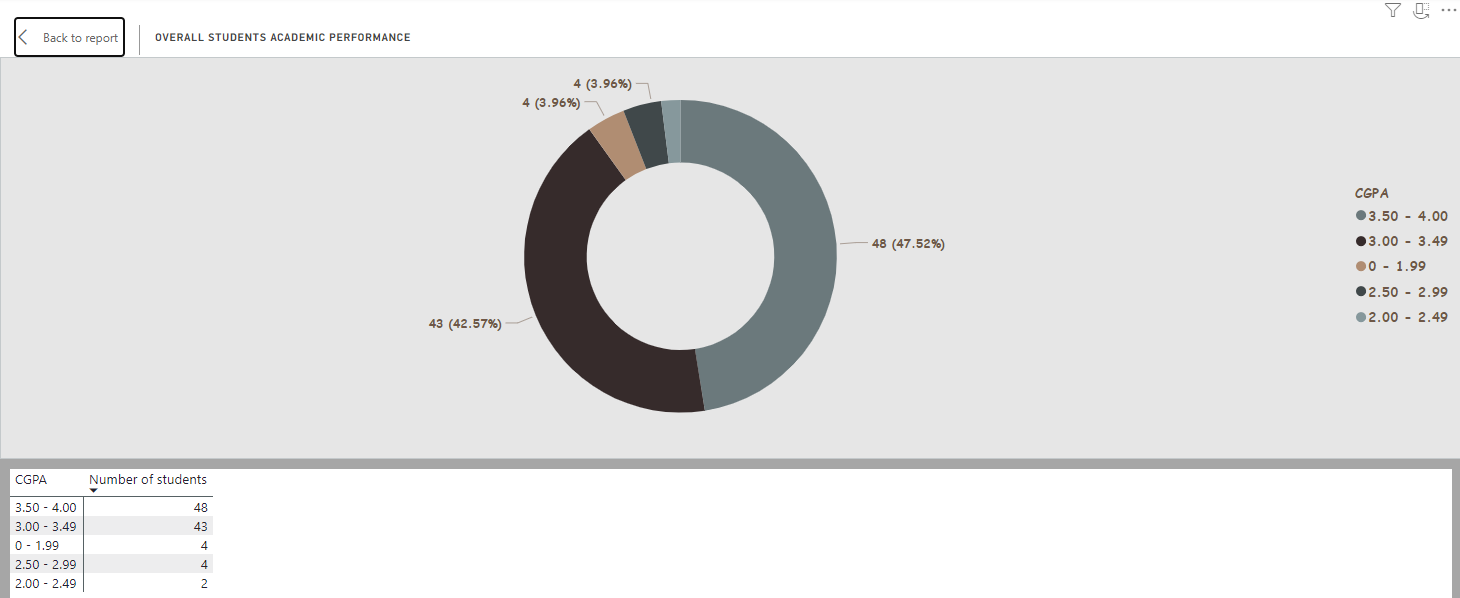 Back to report
OVERALL STUDENTS ACADEMIC PERFORMANCE
4 (3.96%)
4 (3.96%)
48 (47.52%)
43 (42.57%)
CGPA
3.50 - 4.00
3.00 - 3.49
0 - 1.99
2.50 - 2.99
2.00 - 2.49
CGPA Number of students
3.50 - 4.00 48
3.00 - 3.49 43
0 - 1.99 4
2.50 - 2.99 4
2.00 - 2.49 2